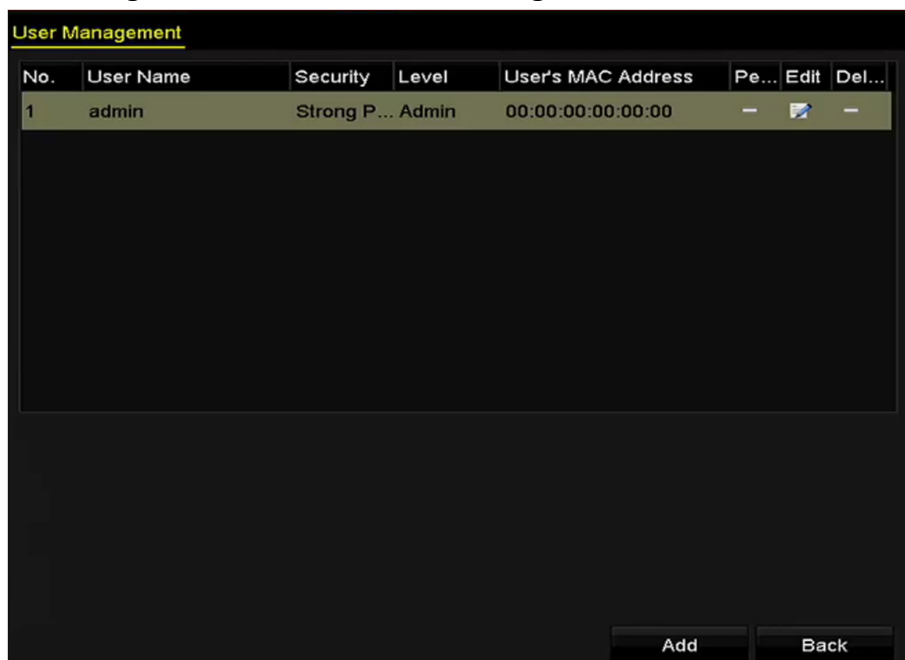 User Management
No. User Name Security Level User's MAC Address Pe... Edit Del...
1 admin Strong P... Admin 00:00:00:00:00:00 – –
Add Back